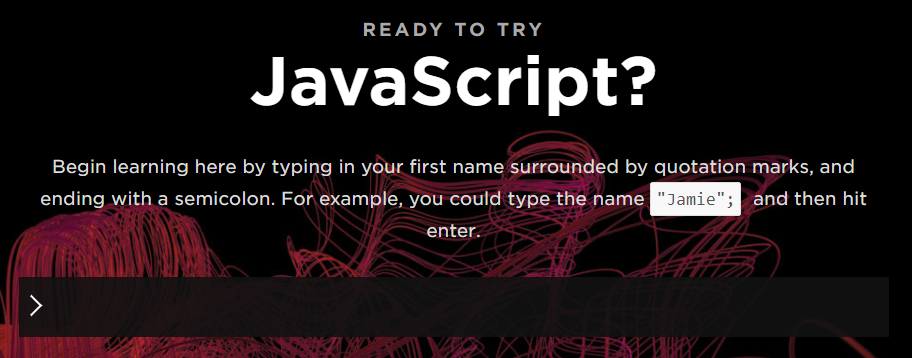 READY TO TRY
JavaScript?
Begin learning here by typing in your first name surrounded by quotation marks, and
ending with a semicolon. For example, you could type the name "Jamie"; and then hit
enter.